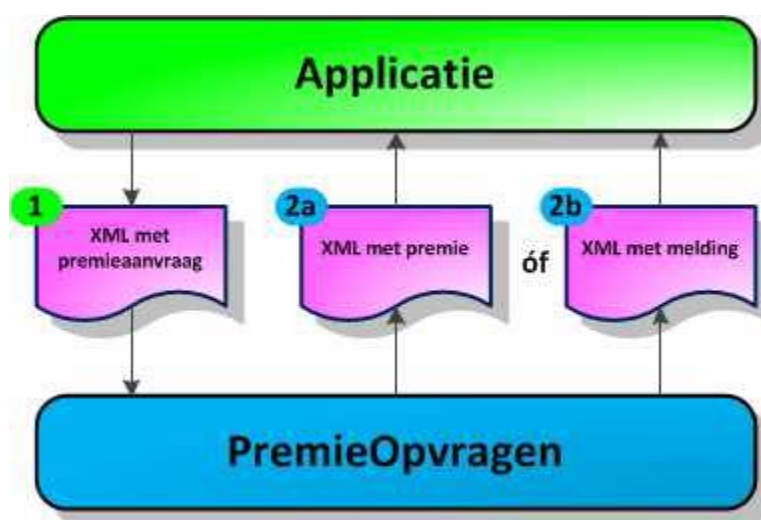 Applicatie
1
XML met
premieaanvraag
2a
XML met premie
óf
2b
XML met melding
PremieOpvragen